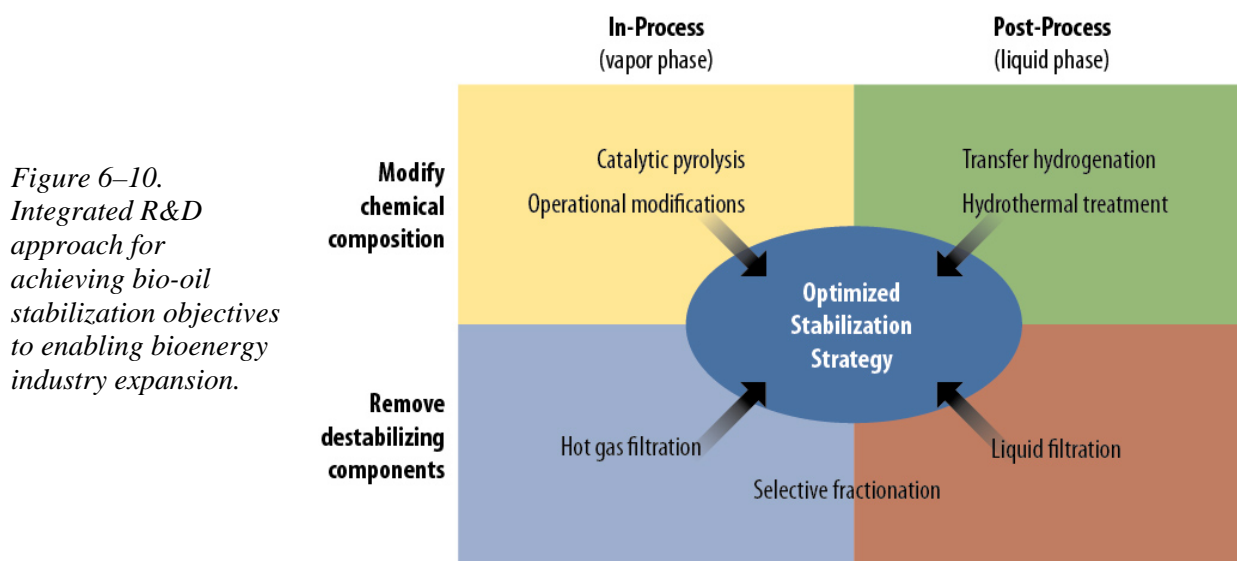 In-Process
(vapor phase)
Post-Process
(liquid phase)
Figure 6–10.
Integrated R&D
approach for
achieving bio-oil
stabilization objectives
to enabling bioenergy
industry expansion.
Modify
chemical
composition
Catalytic pyrolysis
Operational modifications
Transfer hydrogenation
Hydrothermal treatment
Optimized
Stabilization
Strategy
Remove
destabilizing
components
Hot gas filtration
Liquid filtration
Selective fractionation